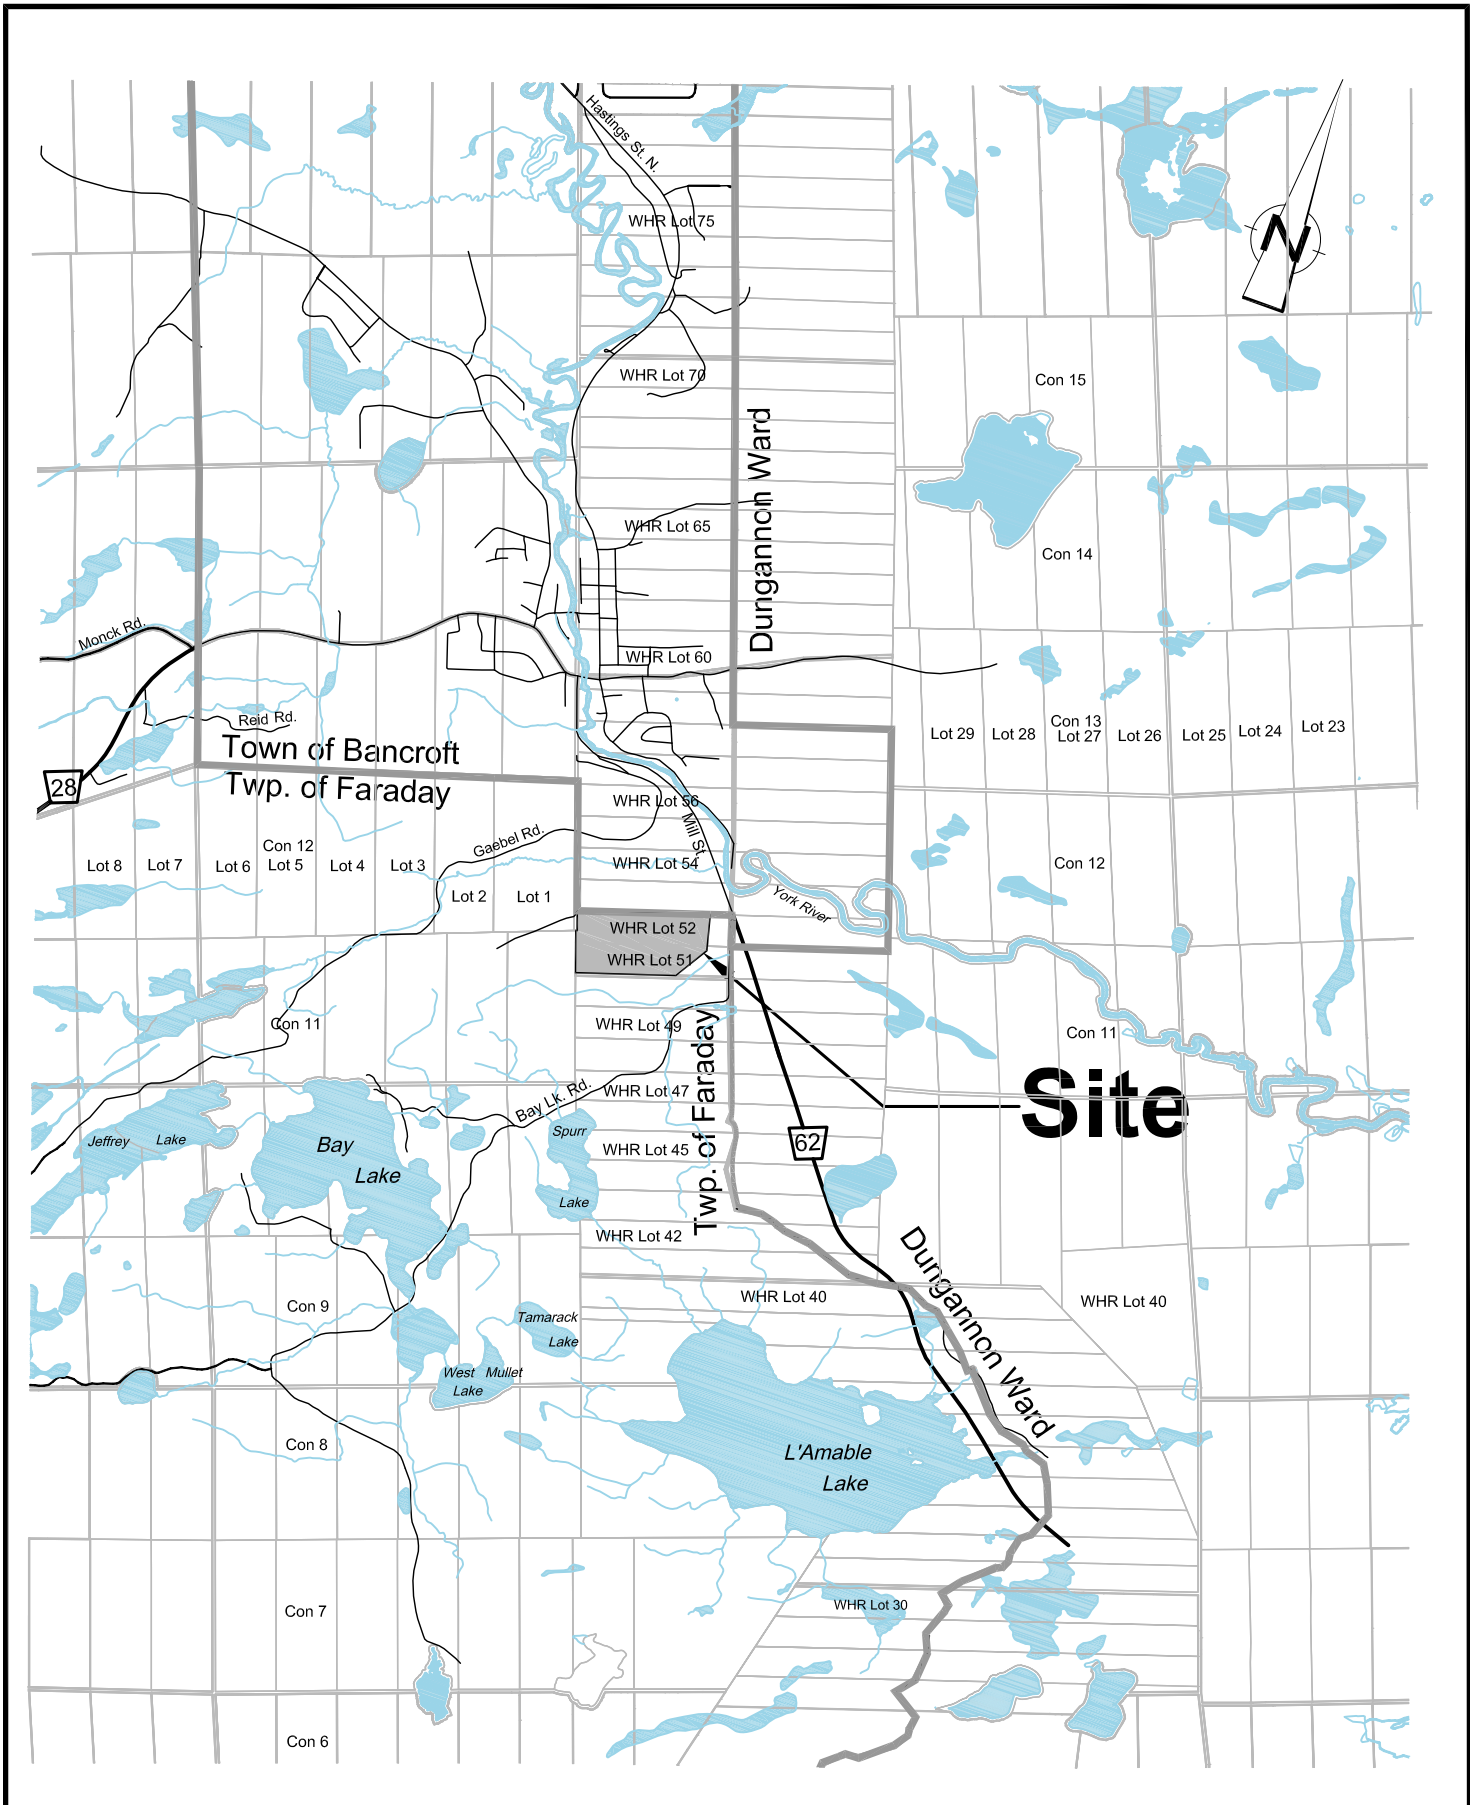 Hastings St. N.
WHR Lot 75
N
WHR Lot 70
Con 15
Dungannon Ward
WHR Lot 65
Con 14
Monck Rd.
WHR Lot 60
Reid Rd.
Town of Bancroft
Lot 29
Lot 28
Con 13
Lot 27
Lot 26
Lot 25
Lot 24
Lot 23
28
Twp. of Faraday
WHR Lot 56
Mill St.
Gaebel Rd.
Con 12
Lot 8
Lot 7
Lot 6
Lot 5
Lot 4
Lot 3
WHR Lot 54
Con 12
Lot 2
Lot 1
York River
WHR Lot 52
WHR Lot 51
Con 11
WHR Lot 49
Con 11
Twp. of Faraday
WHR Lot 47
Bay Lk. Rd.
Site
Jeffrey Lake
Bay
Lake
Spurr
Lake
WHR Lot 45
62
WHR Lot 42
Dungannon Ward
WHR Lot 40
WHR Lot 40
Con 9
Tamarack
Lake
West Mullet
Lake
Con 8
L'Amable
Lake
Con 7
WHR Lot 30
Con 6